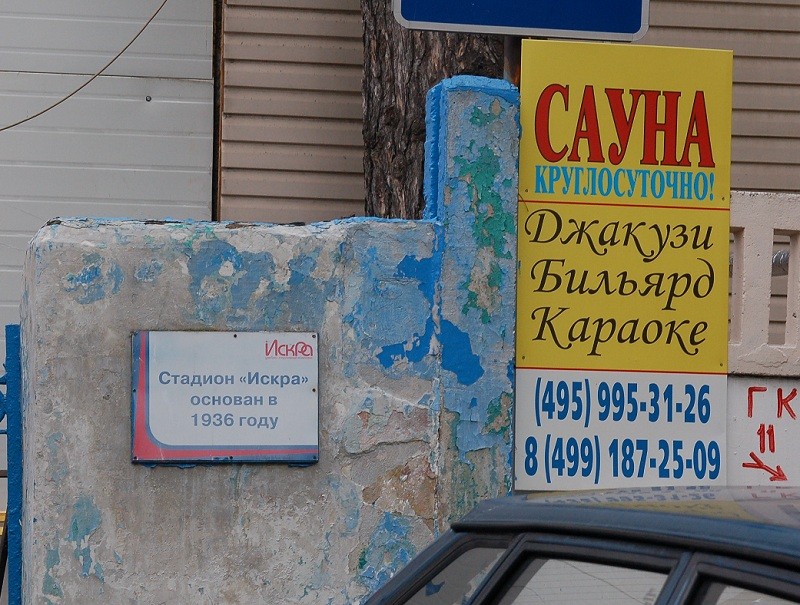 Искра
Стадион «Искра»
основан в
1936 году
САУНА
КРУГЛОСУТОЧНО!
Джакузи
Бильярд
Караоке
(495) 995-31-26
8 (499) 187-25-09
ГК
11